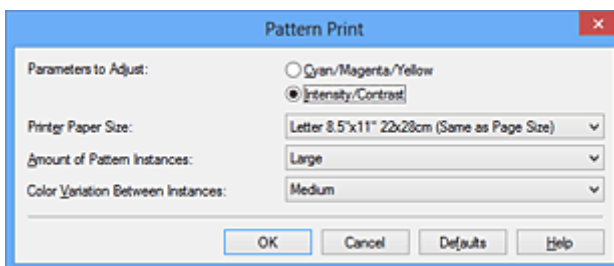 Pattern Print
Parameters to Adjust:
Cyan/Magenta/Yellow
Intensity/Contrast
Printer Paper Size:
Letter 8.5"x11" 22x28cm (Same as Page Size)
Amount of Pattern Instances:
Large
Color Variation Between Instances:
Medium
OK Cancel Defaults Help